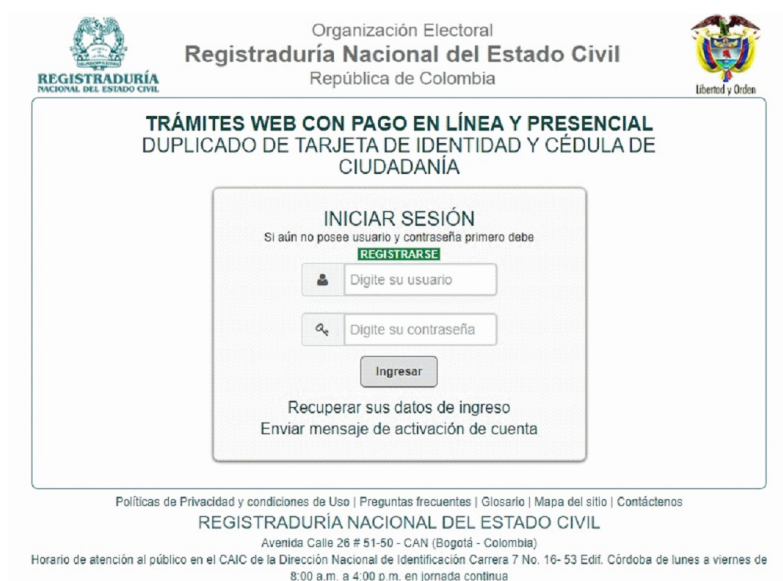 Organización Electoral
Registraduría Nacional del Estado Civil
República de Colombia
REGISTRADURÍA
NACIONAL DEL ESTADO CIVIL
Libertad y Orden
TRÁMITES WEB CON PAGO EN LÍNEA Y PRESENCIAL
DUPLICADO DE TARJETA DE IDENTIDAD Y CÉDULA DE
CIUDADANÍA
INICIAR SESIÓN
Si aún no posee usuario y contraseña primero debe
REGISTRARSE
Digite su usuario
Digite su contraseña
Ingresar
Recuperar sus datos de ingreso
Enviar mensaje de activación de cuenta
Políticas de Privacidad y condiciones de Uso | Preguntas frecuentes | Glosario | Mapa del sitio | Contáctenos
REGISTRADURÍA NACIONAL DEL ESTADO CIVIL
Avenida Calle 26 # 51-50 - CAN (Bogotá - Colombia)
Horario de atención al público en el CAIC de la Dirección Nacional de Identificación Carrera 7 No. 16- 53 Edif. Córdoba de lunes a viernes de
8:00 a.m. a 4:00 p.m. en jornada continua